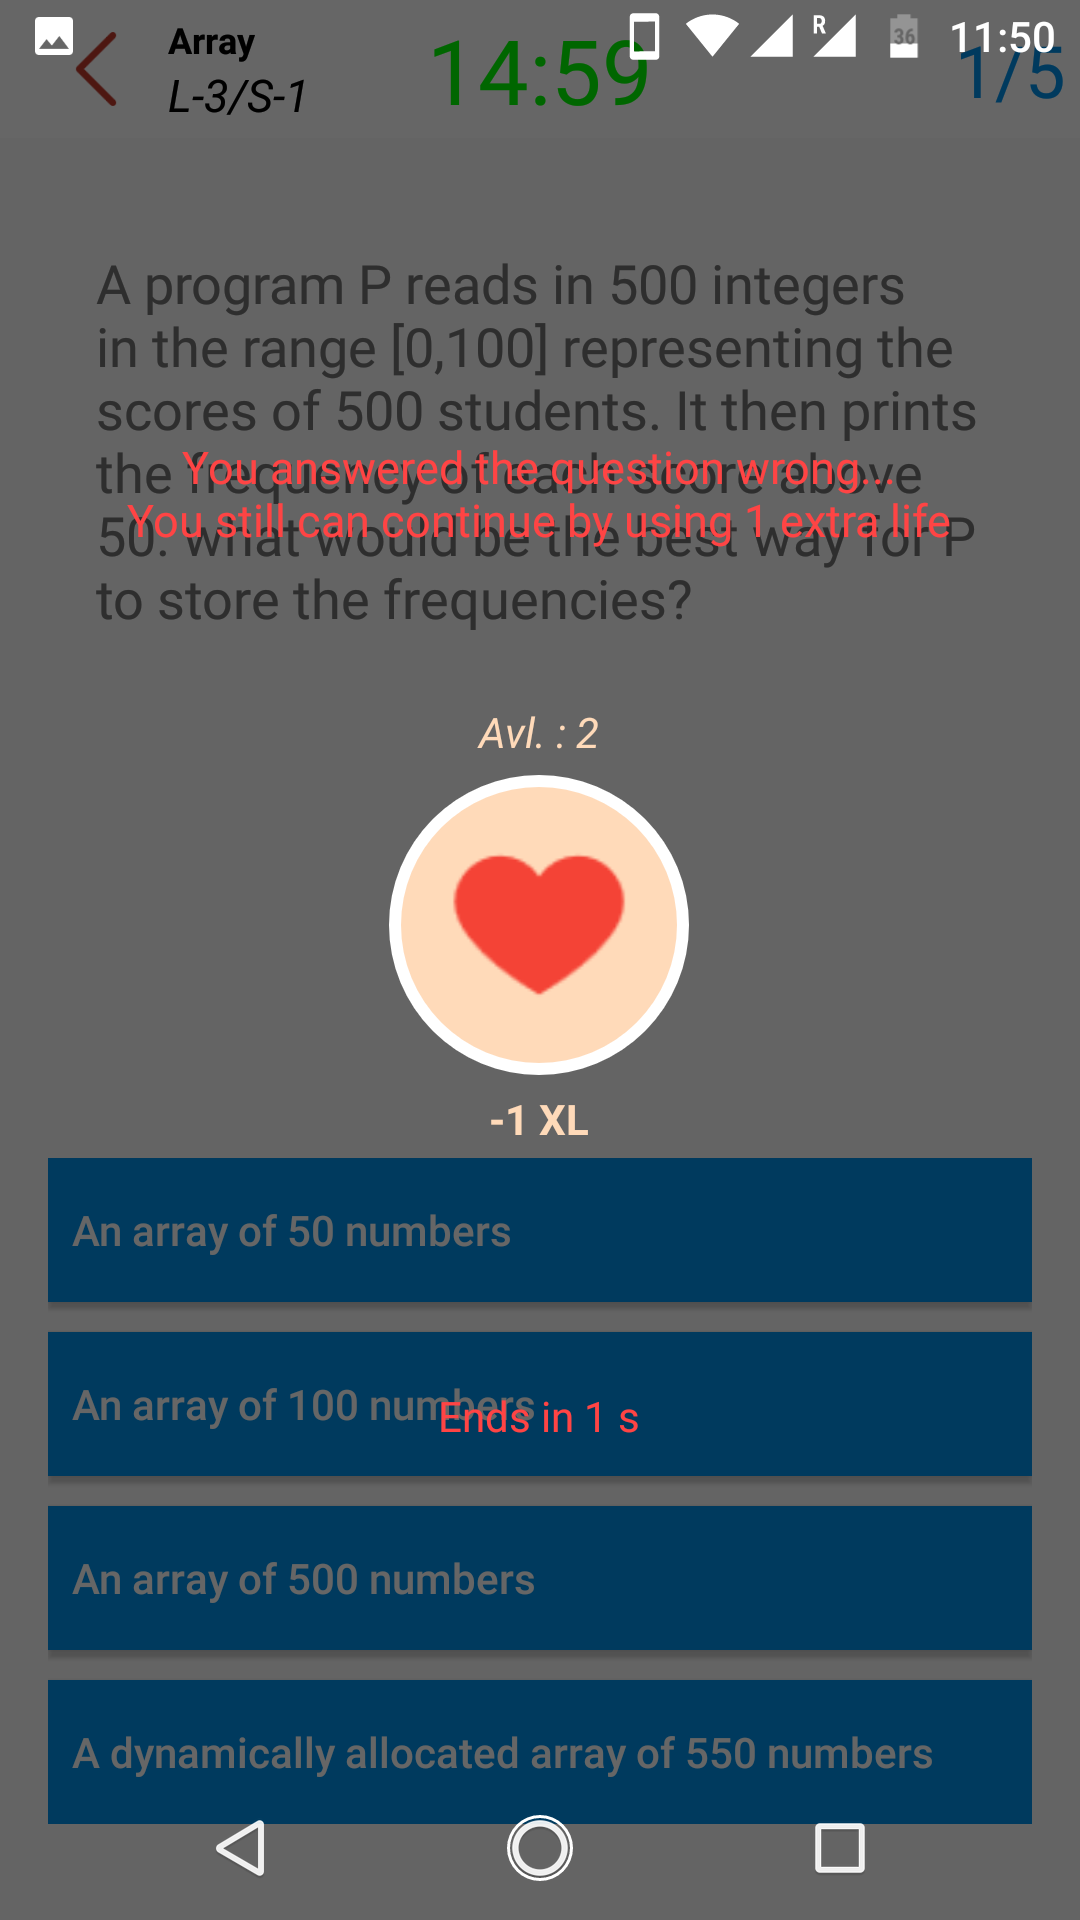 36
11:50
Array
L-3/S-1
14:59
1/5
A program P reads in 500 integers
in the range [0,100] representing the
scores of 500 students. It then prints
the frequency of each score above
You answered the question wrong...
50. what would be the best way for P
You still can continue by using 1 extra life
to store the frequencies?
Avl. : 2
-1 XL
An array of 50 numbers
An array of 100 numbers
Ends in 1 s
An array of 500 numbers
A dynamically allocated array of 550 numbers